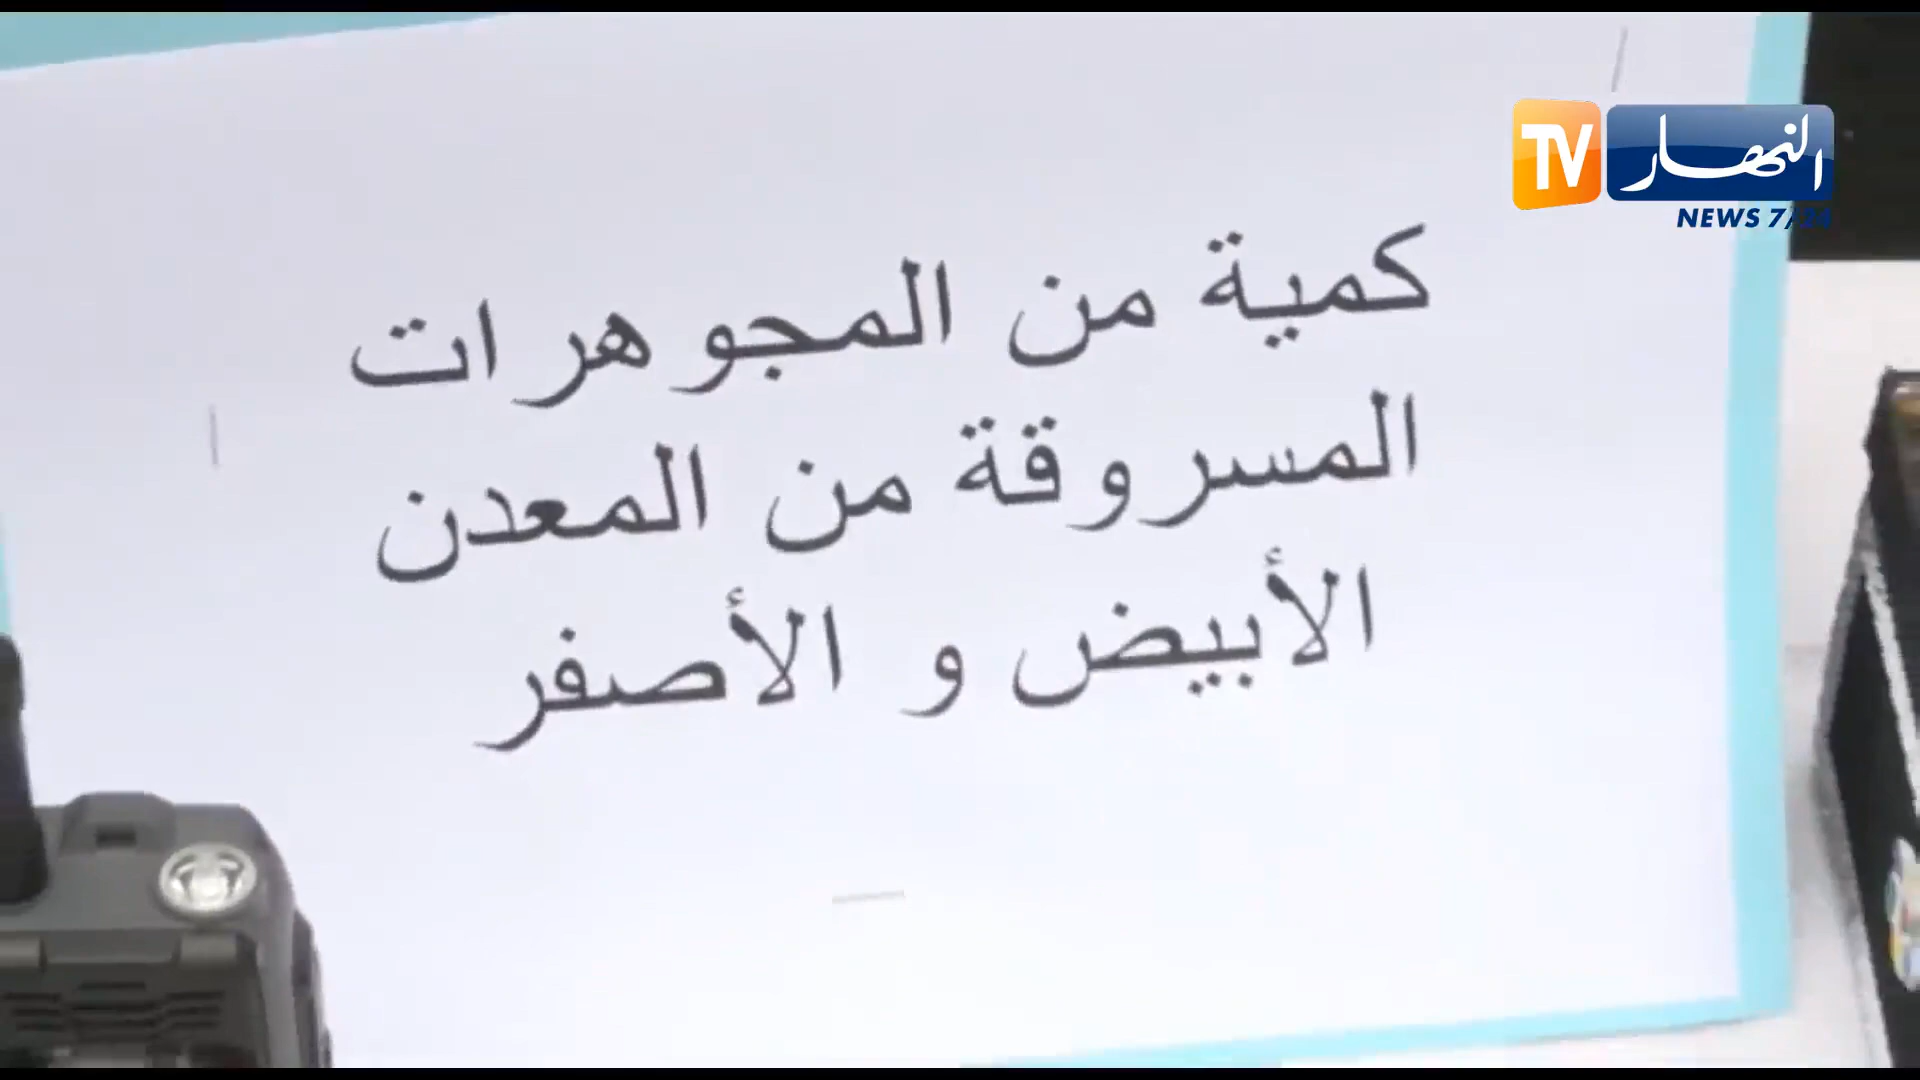 TV النهار
NEWS 7/24
كمية من المجوهرات
المسروقة من المعدن
الأبيض و الأصفر